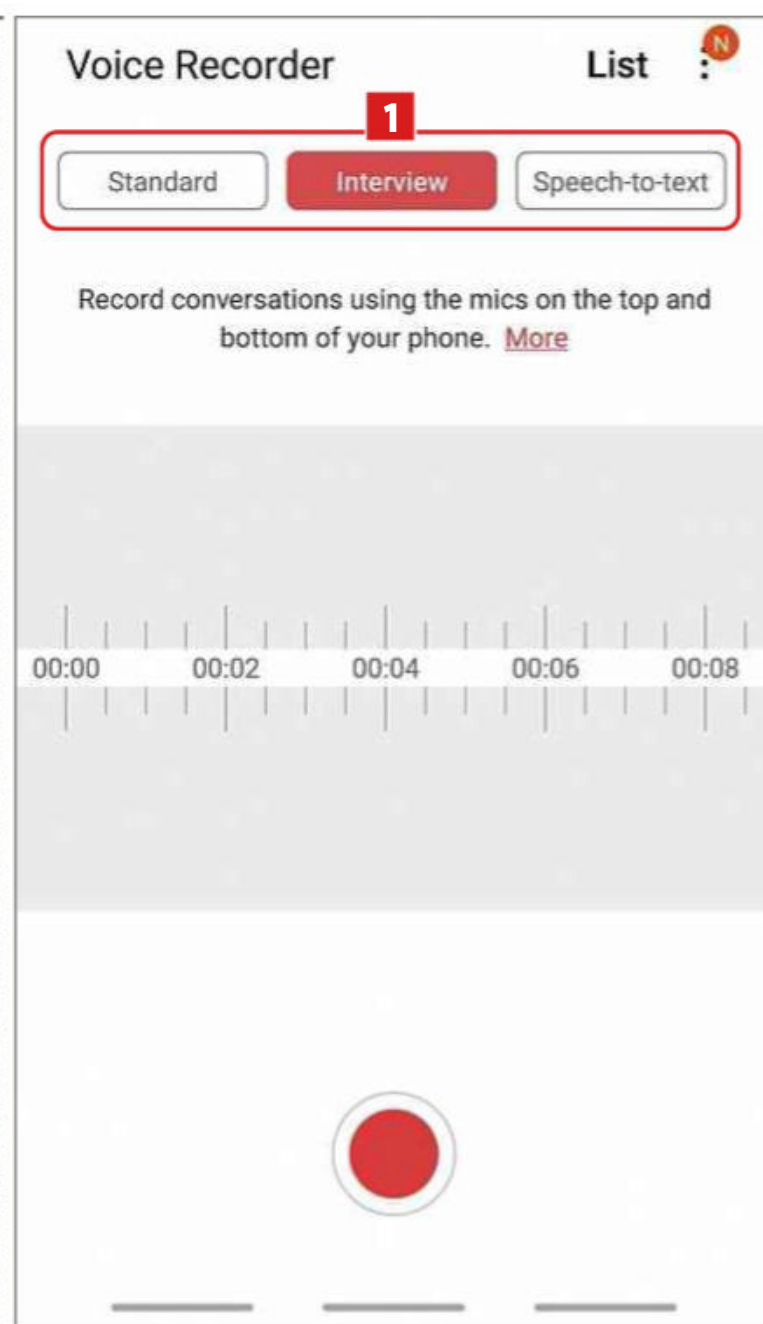 Voice Recorder List N
1
Standard Interview Speech-to-text
Record conversations using the mics on the top and
bottom of your phone. More
00:00 00:02 00:04 00:06 00:08